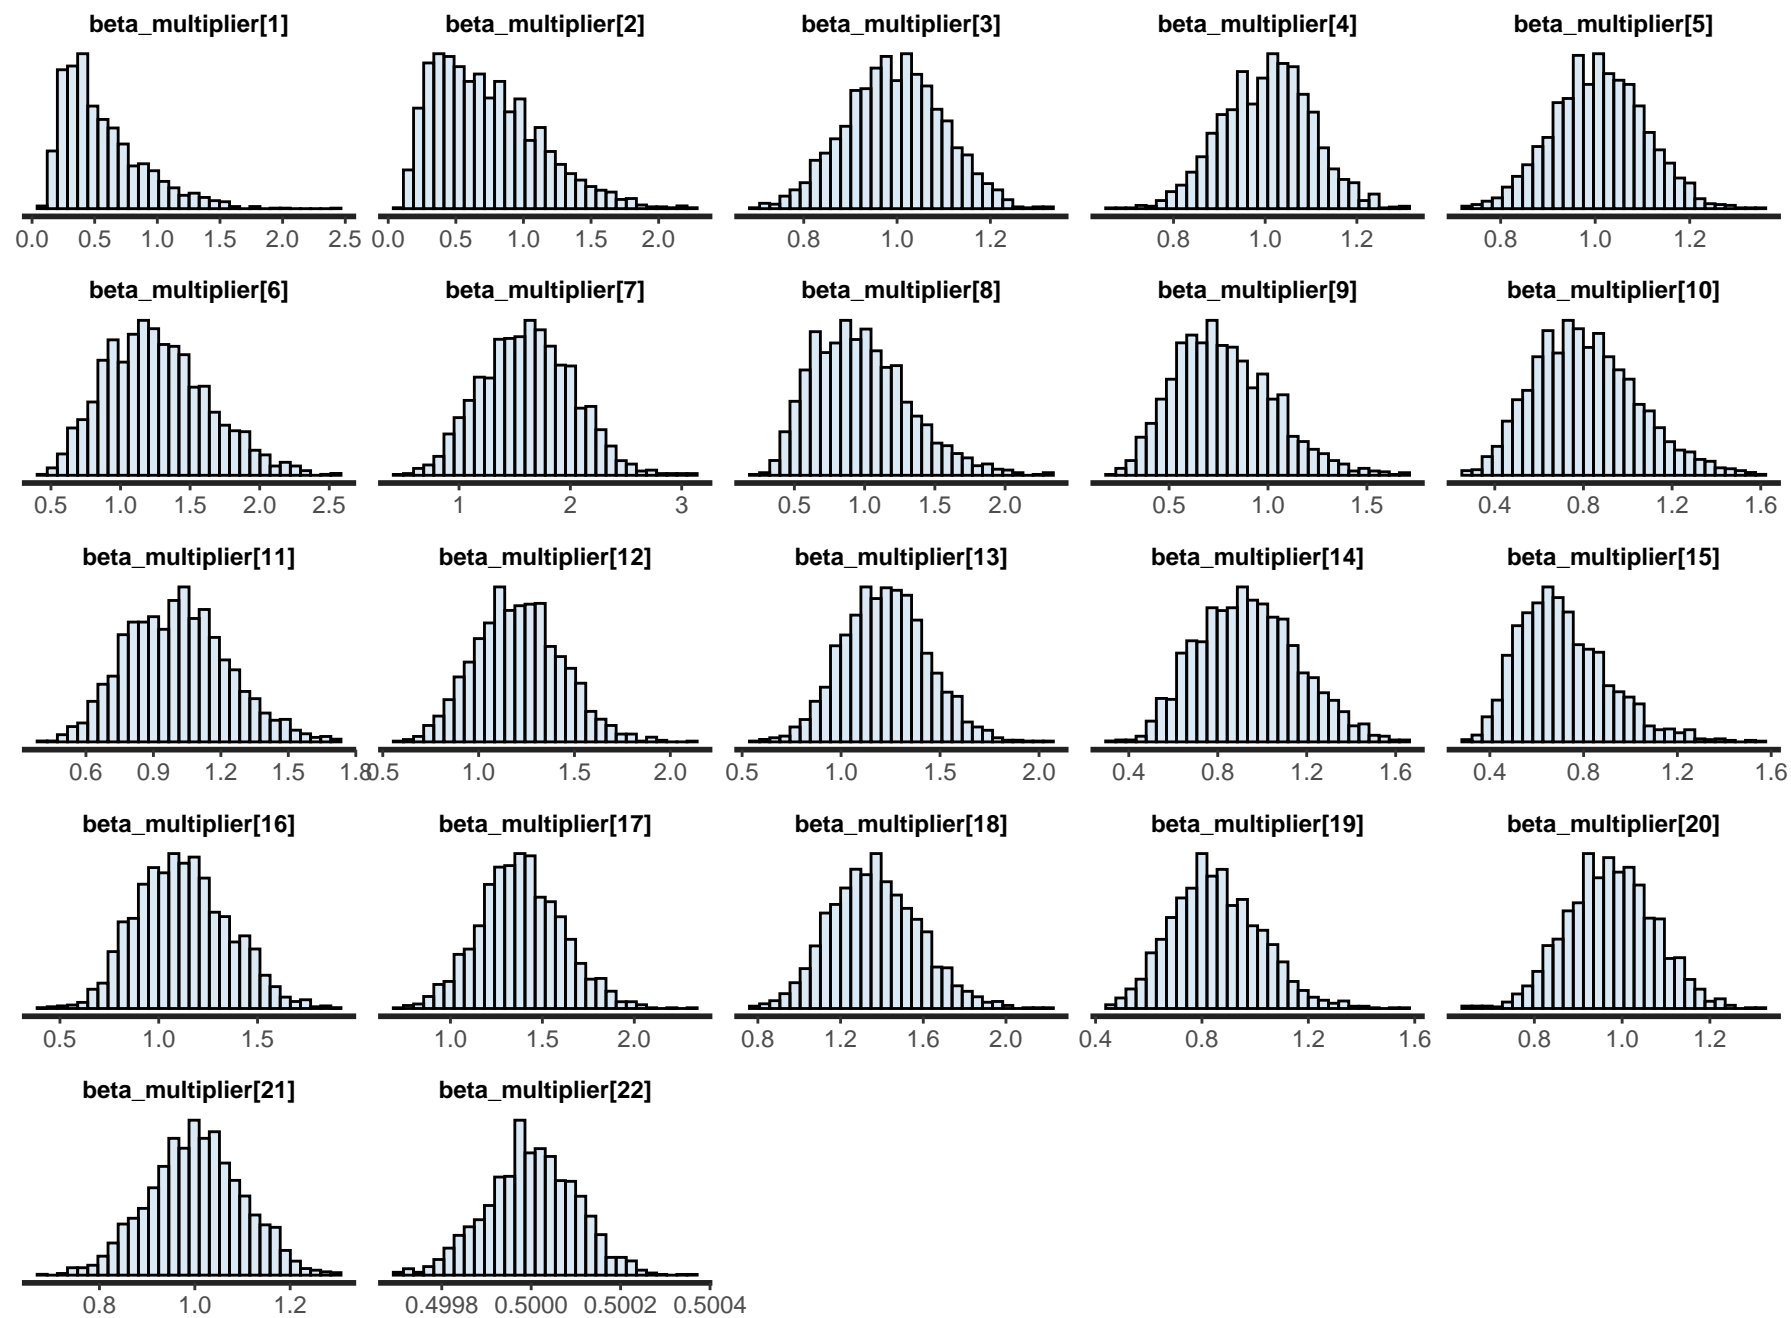 beta_multiplier[1] beta_multiplier[2] beta_multiplier[3] beta_multiplier[4] beta_multiplier[5]
0.0 0.5 1.0 1.5 2.0 2.5 0.0 0.5 1.0 1.5 2.0 0.8 1.0 1.2 0.8 1.0 1.2 0.8 1.0 1.2
beta_multiplier[6] beta_multiplier[7] beta_multiplier[8] beta_multiplier[9] beta_multiplier[10]
0.5 1.0 1.5 2.0 2.5 1 2 3 0.5 1.0 1.5 2.0 0.5 1.0 1.5 0.4 0.8 1.2 1.6
beta_multiplier[11] beta_multiplier[12] beta_multiplier[13] beta_multiplier[14] beta_multiplier[15]
0.6 0.9 1.2 1.5 1.8 0.5 1.0 1.5 2.0 0.5 1.0 1.5 2.0 0.4 0.8 1.2 1.6 0.4 0.8 1.2 1.6
beta_multiplier[16] beta_multiplier[17] beta_multiplier[18] beta_multiplier[19] beta_multiplier[20]
0.5 1.0 1.5 1.0 1.5 2.0 0.8 1.2 1.6 2.0 0.4 0.8 1.2 1.6 0.8 1.0 1.2
beta_multiplier[21] beta_multiplier[22]
0.8 1.0 1.2 0.4998 0.5000 0.5002 0.5004